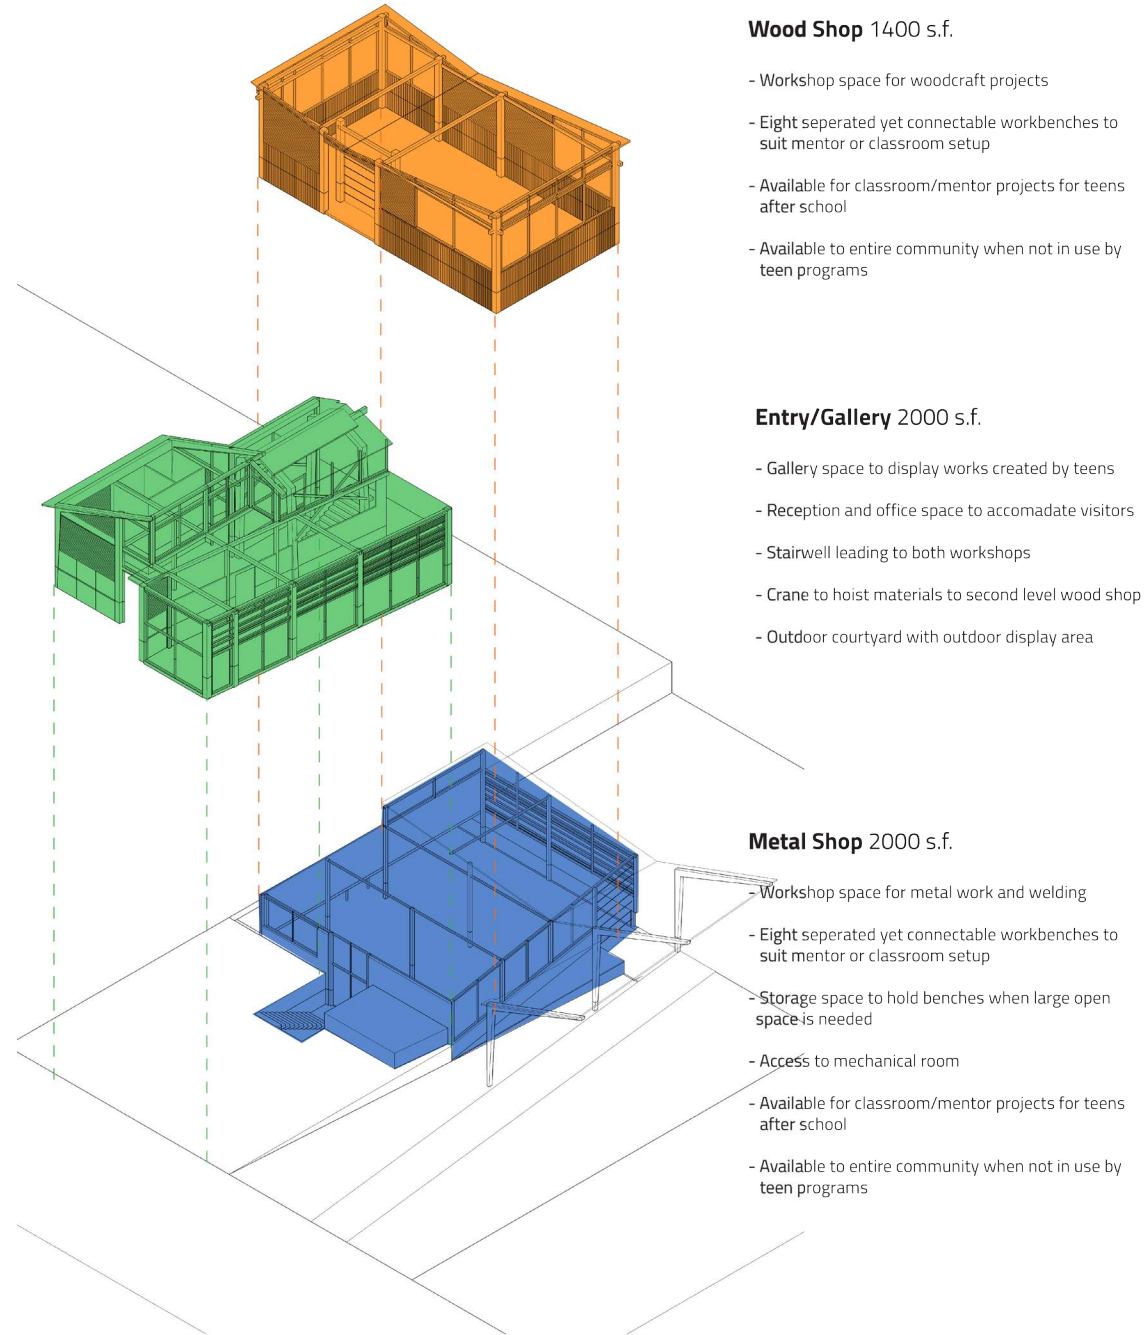 Wood Shop 1400 s.f.
- Workshop space for woodcraft projects
- Eight seperated yet connectable workbenches to
suit mentor or classroom setup
- Available for classroom/mentor projects for teens
after school
- Available to entire community when not in use by
teen programs
Entry/Gallery 2000 s.f.
- Gallery space to display works created by teens
- Reception and office space to accomadate visitors
- Stairwell leading to both workshops
- Crane to hoist materials to second level wood shop
- Outdoor courtyard with outdoor display area
Metal Shop 2000 s.f.
- Workshop space for metal work and welding
- Eight seperated yet connectable workbenches to
suit mentor or classroom setup
- Storage space to hold benches when large open
space is needed
- Access to mechanical room
- Available for classroom/mentor projects for teens
after school
- Available to entire community when not in use by
teen programs